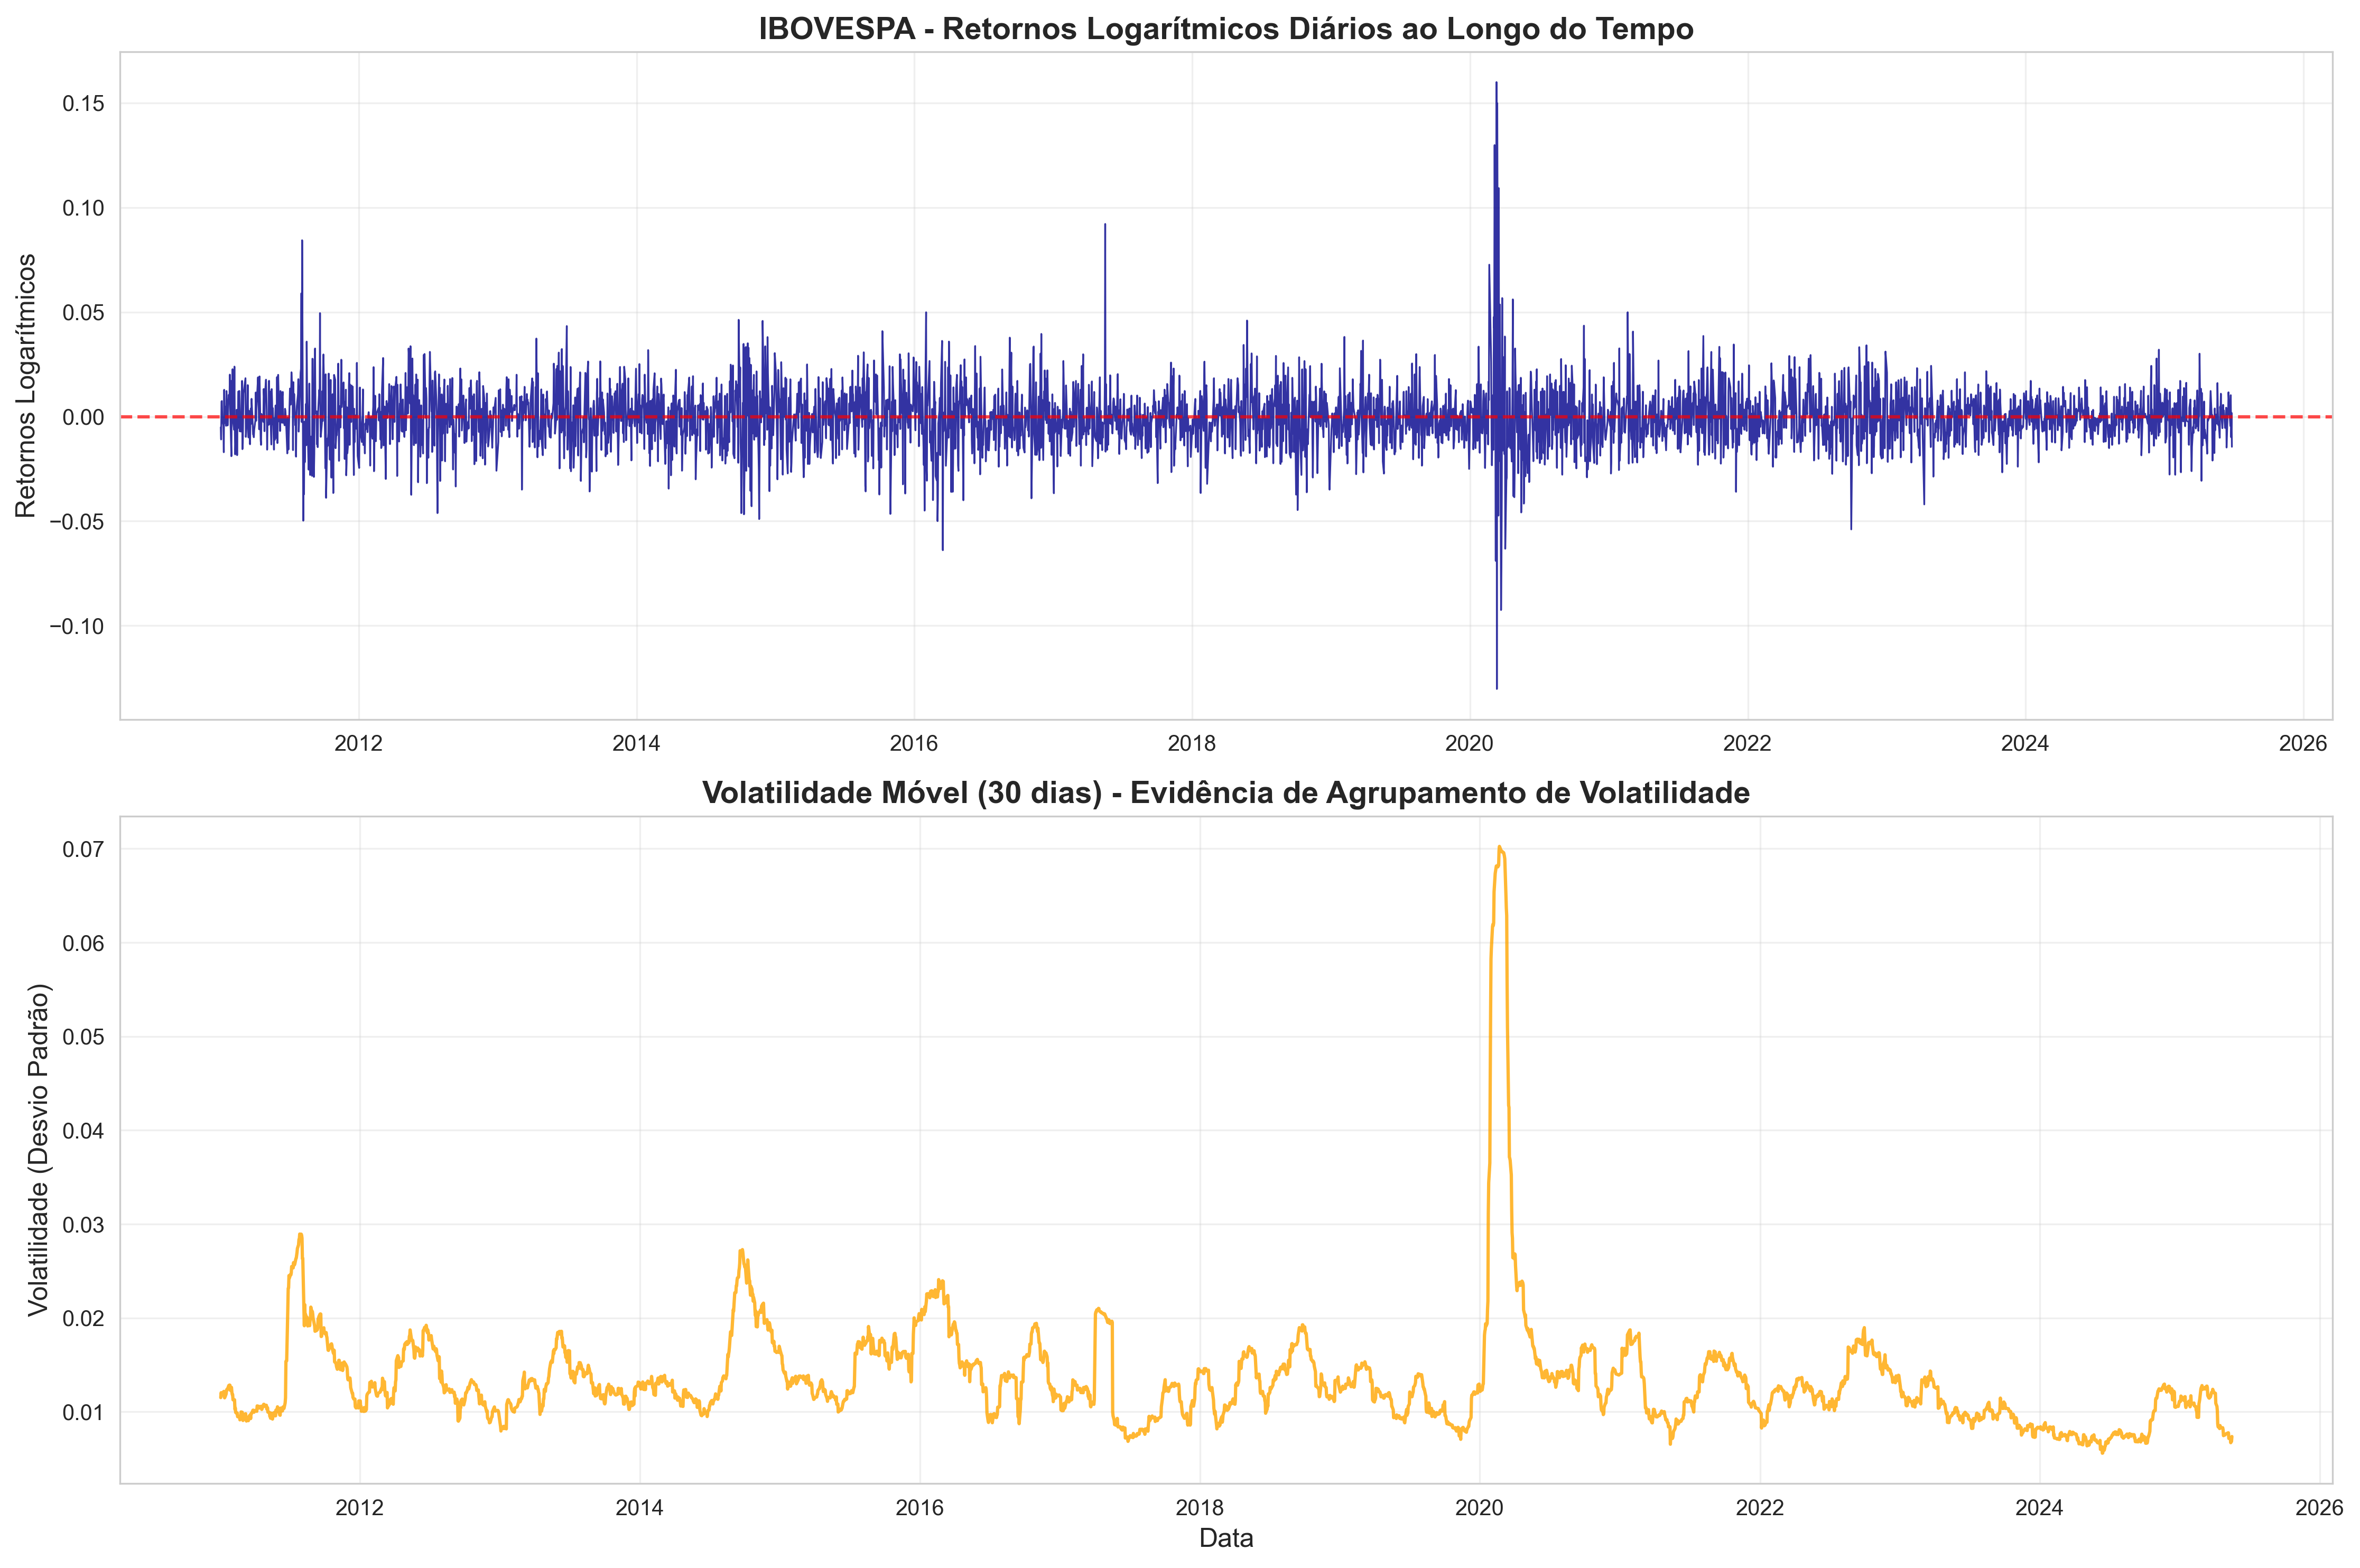 IBOVESPA - Retornos Logarítmicos Diários ao Longo do Tempo
Retornos Logarítmicos
0.15
0.10
0.05
0.00
−0.05
−0.10
2012 2014 2016 2018 2020 2022 2024 2026
Volatilidade Móvel (30 dias) - Evidência de Agrupamento de Volatilidade
Volatilidade (Desvio Padrão)
0.07
0.06
0.05
0.04
0.03
0.02
0.01
2012 2014 2016 2018 2020 2022 2024 2026
Data